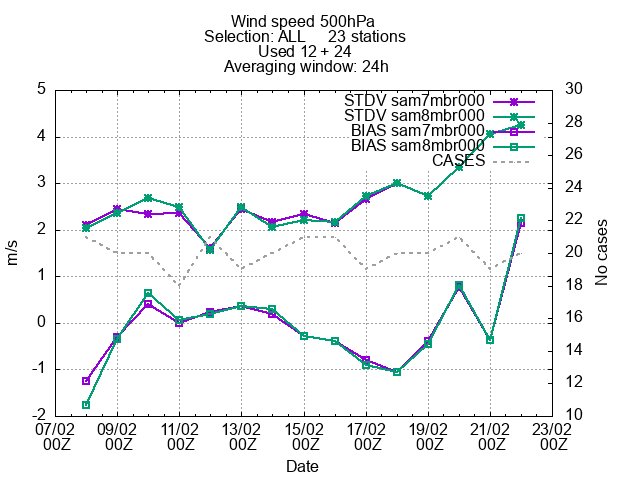 Wind speed 500hPa
Selection: ALL 23 stations
Used 12 + 24
Averaging window: 24h
STDV sam7mbr000
STDV sam8mbr000
BIAS sam7mbr000
BIAS sam8mbr000
CASES
5
4
3
2
1
0
-1
-2
m/s
30
28
26
24
22
20
18
16
14
12
10
No cases
07/02 09/02 11/02 13/02 15/02 17/02 19/02 21/02 23/02
00Z 00Z 00Z 00Z 00Z 00Z 00Z 00Z 00Z
Date